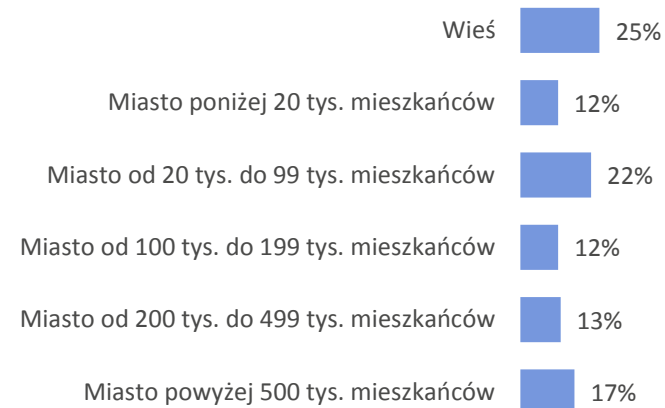 Wieś 25%
Miasto poniżej 20 tys. mieszkańców 12%
Miasto od 20 tys. do 99 tys. mieszkańców 22%
Miasto od 100 tys. do 199 tys. mieszkańców 12%
Miasto od 200 tys. do 499 tys. mieszkańców 13%
Miasto powyżej 500 tys. mieszkańców 17%